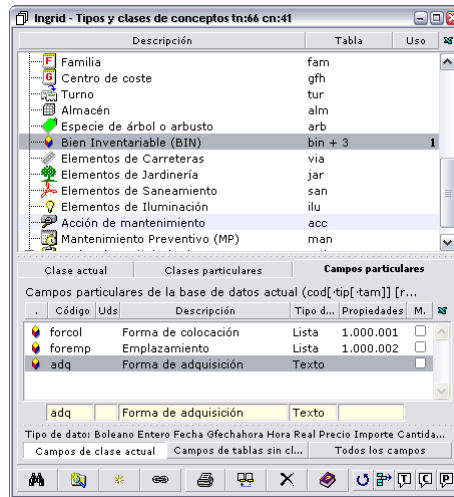 Ingrid - Tipos y clases de conceptos tn:66 cn:41
Descripción Tabla Uso
Familia fam
Centro de coste gfh
Turno tur
Almacén alm
Especie de árbol o arbusto arb
Bien Inventariable (BIN) bin + 3 1
Elementos de Carreteras via
Elementos de Jardinería jar
Elementos de Saneamiento san
Elementos de Iluminación ilu
Acción de mantenimiento acc
Mantenimiento Preventivo (MP) man
Clase actual Clases particulares Campos particulares
Campos particulares de la base de datos actual (cod[·tip[·tam]] [r...
. Código Uds Descripción Tipo d... Propiedades M.
forcol Forma de colocación Lista 1.000.001
foremp Emplazamiento Lista 1.000.002
adq Forma de adquisición Texto
adq Forma de adquisición Texto
Tipo de dato: Boleano Entero Fecha Gfechahora Hora Real Precio Importe Cantida...
Campos de clase actual Campos de tablas sin cl... Todos los campos